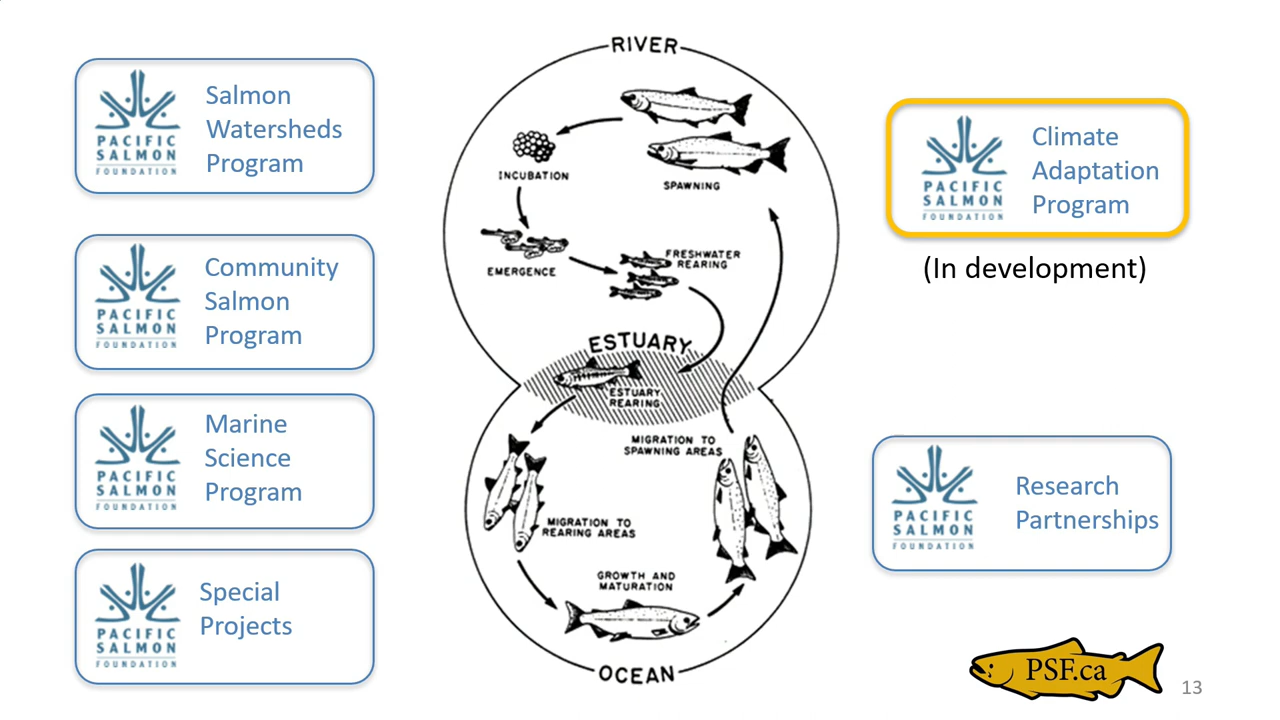 PACIFIC
SALMON
FOUNDATION
Salmon
Watersheds
Program
PACIFIC
SALMON
FOUNDATION
Community
Salmon
Program
PACIFIC
SALMON
FOUNDATION
Marine
Science
Program
PACIFIC
SALMON
FOUNDATION
Special
Projects
RIVER
SPAWNING
INCUBATION
EMERGENCE
FRESHWATER
REARING
ESTUARY
ESTUARY
REARING
MIGRATION TO
SPAWNING AREAS
MIGRATION TO
REARING AREAS
GROWTH AND
MATURATION
OCEAN
PACIFIC
SALMON
FOUNDATION
Climate
Adaptation
Program
(In development)
PACIFIC
SALMON
FOUNDATION
Research
Partnerships
PSF.ca
13